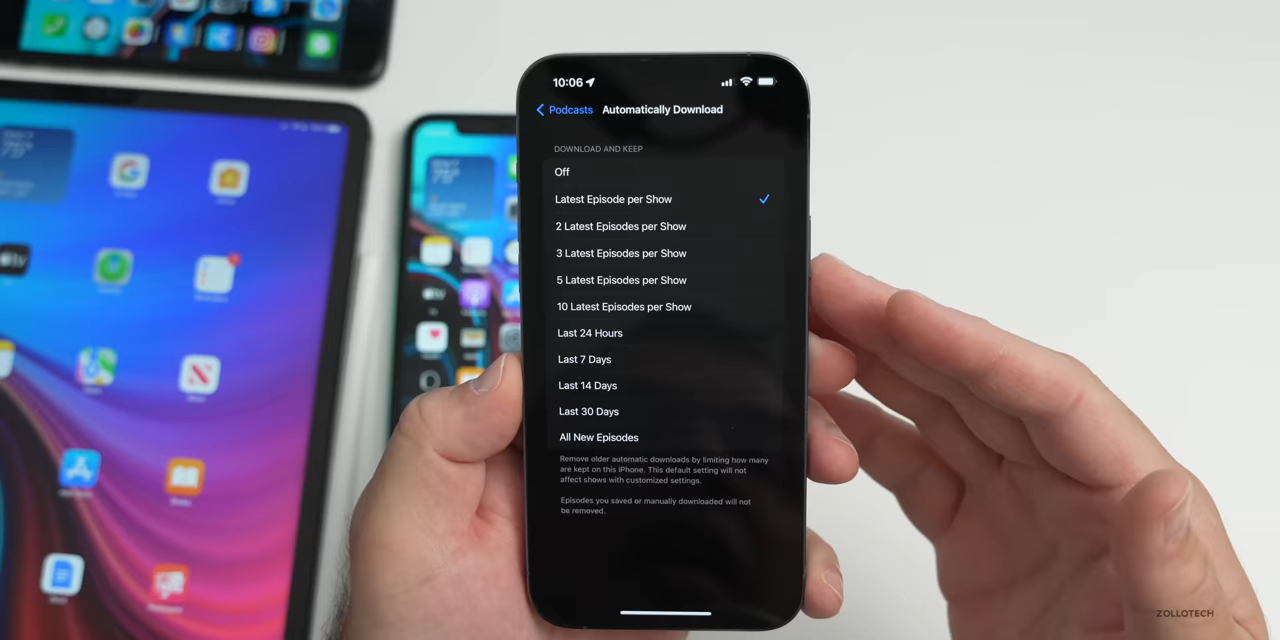 10:06
Podcasts Automatically Download
DOWNLOAD AND KEEP
Off
Latest Episode per Show
2 Latest Episodes per Show
3 Latest Episodes per Show
5 Latest Episodes per Show
10 Latest Episodes per Show
Last 24 Hours
Last 7 Days
Last 14 Days
Last 30 Days
All New Episodes
Remove older automatic downloads by limiting how many
are kept on this iPhone. This default setting will not
affect shows with customized settings.
Episodes you saved or manually downloaded will not
be removed.
ZOLLOTECH